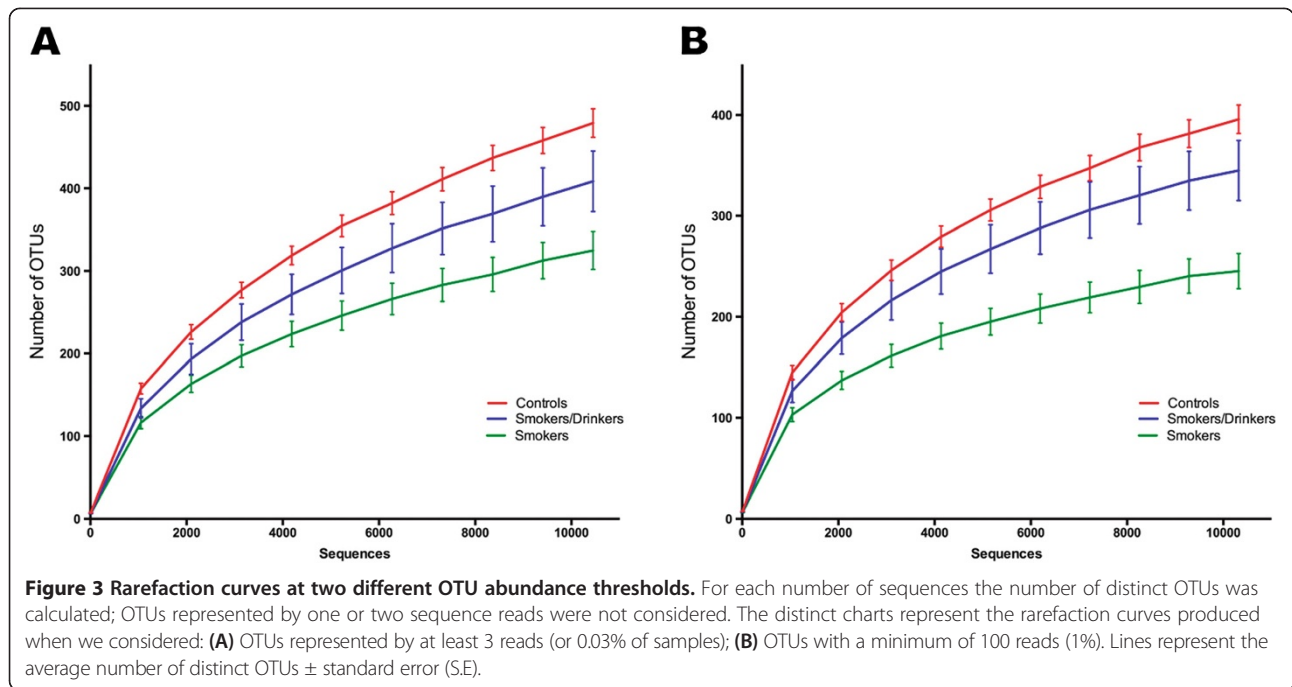 A
Number of OTUs
500
400
300
200
100
0
0 2000 4000 6000 8000 10000
Sequences
Controls
Smokers/Drinkers
Smokers
B
Number of OTUs
400
300
200
100
0
0 2000 4000 6000 8000 10000
Sequences
Controls
Smokers/Drinkers
Smokers
Figure 3 Rarefaction curves at two different OTU abundance thresholds. For each number of sequences the number of distinct OTUs was
calculated; OTUs represented by one or two sequence reads were not considered. The distinct charts represent the rarefaction curves produced
when we considered: (A) OTUs represented by at least 3 reads (or 0.03% of samples); (B) OTUs with a minimum of 100 reads (1%). Lines represent the
average number of distinct OTUs ± standard error (S.E).